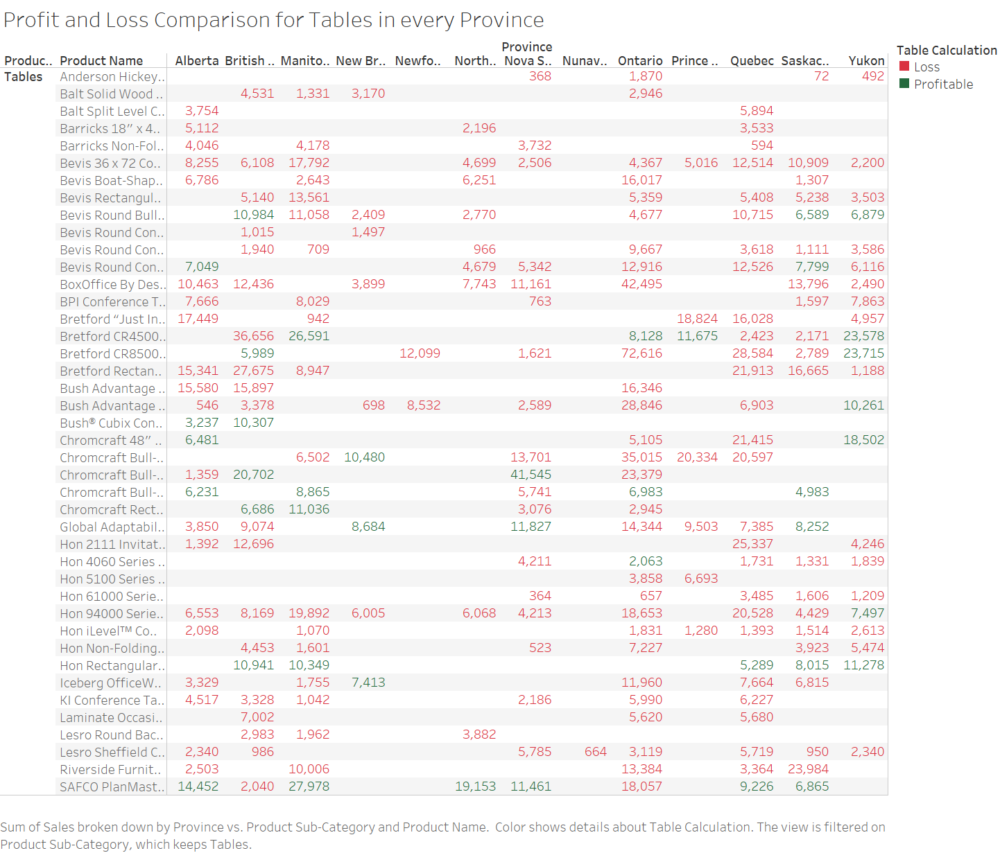 Profit and Loss Comparison for Tables in every Province
Province
Produc.. Product Name Alberta British .. Manito.. New Br.. Newfo.. North.. Nova S.. Nunav.. Ontario Prince .. Quebec Saskac.. Yukon
Table Calculation
Loss
Profitable
Tables Anderson Hickey.. 368 1,870 72 492
Balt Solid Wood .. 4,531 1,331 3,170 2,946
Balt Split Level C.. 3,754 5,894
Barricks 18” x 4.. 5,112 2,196 3,533
Barricks Non-Fol.. 4,046 4,178 3,732 594
Bevis 36 x 72 Co.. 8,255 6,108 17,792 4,699 2,506 4,367 5,016 12,514 10,909 2,200
Bevis Boat-Shap.. 6,786 2,643 6,251 16,017 1,307
Bevis Rectangul.. 5,140 13,561 5,359 5,408 5,238 3,503
Bevis Round Bull.. 10,984 11,058 2,409 2,770 4,677 10,715 6,589 6,879
Bevis Round Con.. 1,015 1,497
Bevis Round Con.. 1,940 709 966 9,667 3,618 1,111 3,586
Bevis Round Con.. 7,049 4,679 5,342 12,916 12,526 7,799 6,116
BoxOffice By Des.. 10,463 12,436 3,899 7,743 11,161 42,495 13,796 2,490
BPI Conference T.. 7,666 8,029 763 1,597 7,863
Bretford “Just In.. 17,449 942 18,824 16,028 4,957
Bretford CR4500.. 36,656 26,591 8,128 11,675 2,423 2,171 23,578
Bretford CR8500.. 5,989 12,099 1,621 72,616 28,584 2,789 23,715
Bretford Rectan.. 15,341 27,675 8,947 21,913 16,665 1,188
Bush Advantage .. 15,580 15,897 16,346
Bush Advantage .. 546 3,378 698 8,532 2,589 28,846 6,903 10,261
Bush® Cubix Con.. 3,237 10,307
Chromcraft 48” .. 6,481 5,105 21,415 18,502
Chromcraft Bull-.. 6,502 10,480 13,701 35,015 20,334 20,597
Chromcraft Bull-.. 1,359 20,702 41,545 23,379
Chromcraft Bull-.. 6,231 8,865 5,741 6,983 4,983
Chromcraft Rect.. 6,686 11,036 3,076 2,945
Global Adaptabil.. 3,850 9,074 8,684 11,827 14,344 9,503 7,385 8,252
Hon 2111 Invitat.. 1,392 12,696 25,337 4,246
Hon 4060 Series .. 4,211 2,063 1,731 1,331 1,839
Hon 5100 Series .. 3,858 6,693
Hon 61000 Serie.. 364 657 3,485 1,606 1,209
Hon 94000 Serie.. 6,553 8,169 19,892 6,005 6,068 4,213 18,653 20,528 4,429 7,497
Hon iLevel™ Co.. 2,098 1,070 1,831 1,280 1,393 1,514 2,613
Hon Non-Folding.. 4,453 1,601 523 7,227 3,923 5,474
Hon Rectangular.. 10,941 10,349 5,289 8,015 11,278
Iceberg OfficeW.. 3,329 1,755 7,413 11,960 7,664 6,815
KI Conference Ta.. 4,517 3,328 1,042 2,186 5,990 6,227
Laminate Occasi.. 7,002 5,620 5,680
Lesro Round Bac.. 2,983 1,962 3,882
Lesro Sheffield C.. 2,340 986 5,785 664 3,119 5,719 950 2,340
Riverside Furnit.. 2,503 10,006 13,384 3,364 23,984
SAFCO PlanMast.. 14,452 2,040 27,978 19,153 11,461 18,057 9,226 6,865
Sum of Sales broken down by Province vs. Product Sub-Category and Product Name.  Color shows details about Table Calculation. The view is filtered on
Product Sub-Category, which keeps Tables.